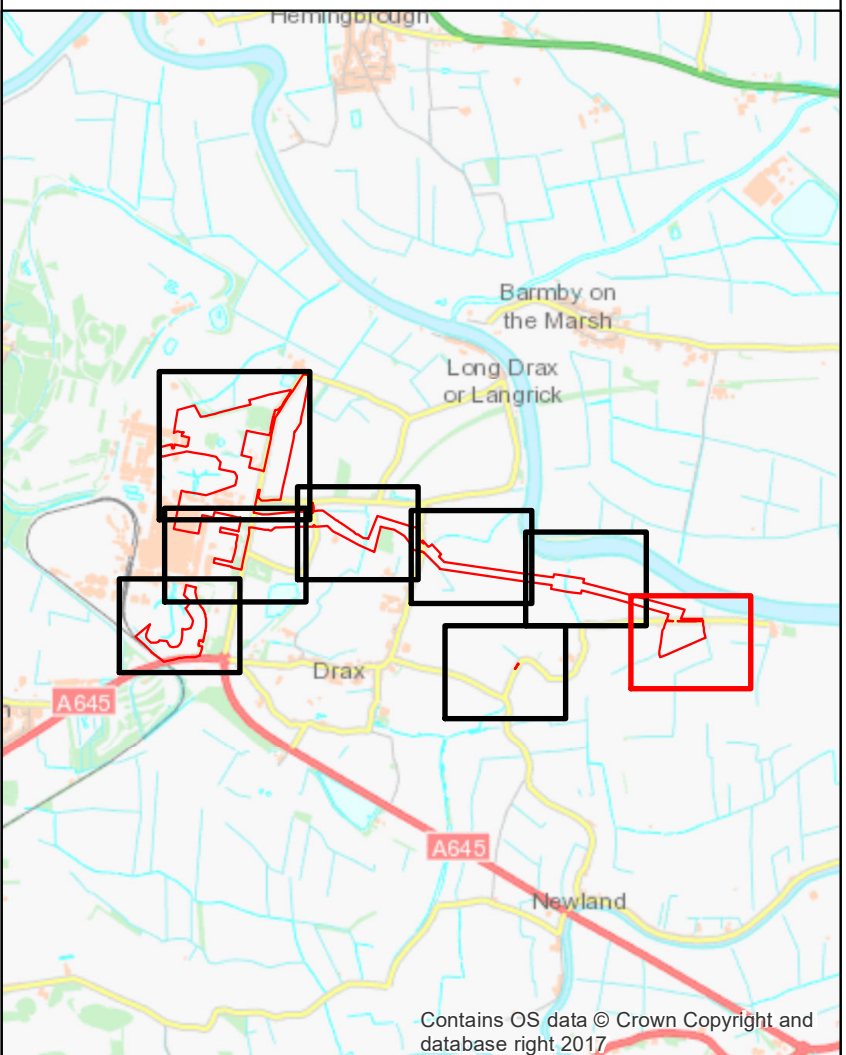 Hemingbrough
Barmby on
the Marsh
Long Drax
or Langrick
Drax
A645
A645
Newland
Contains OS data © Crown Copyright and
database right 2017